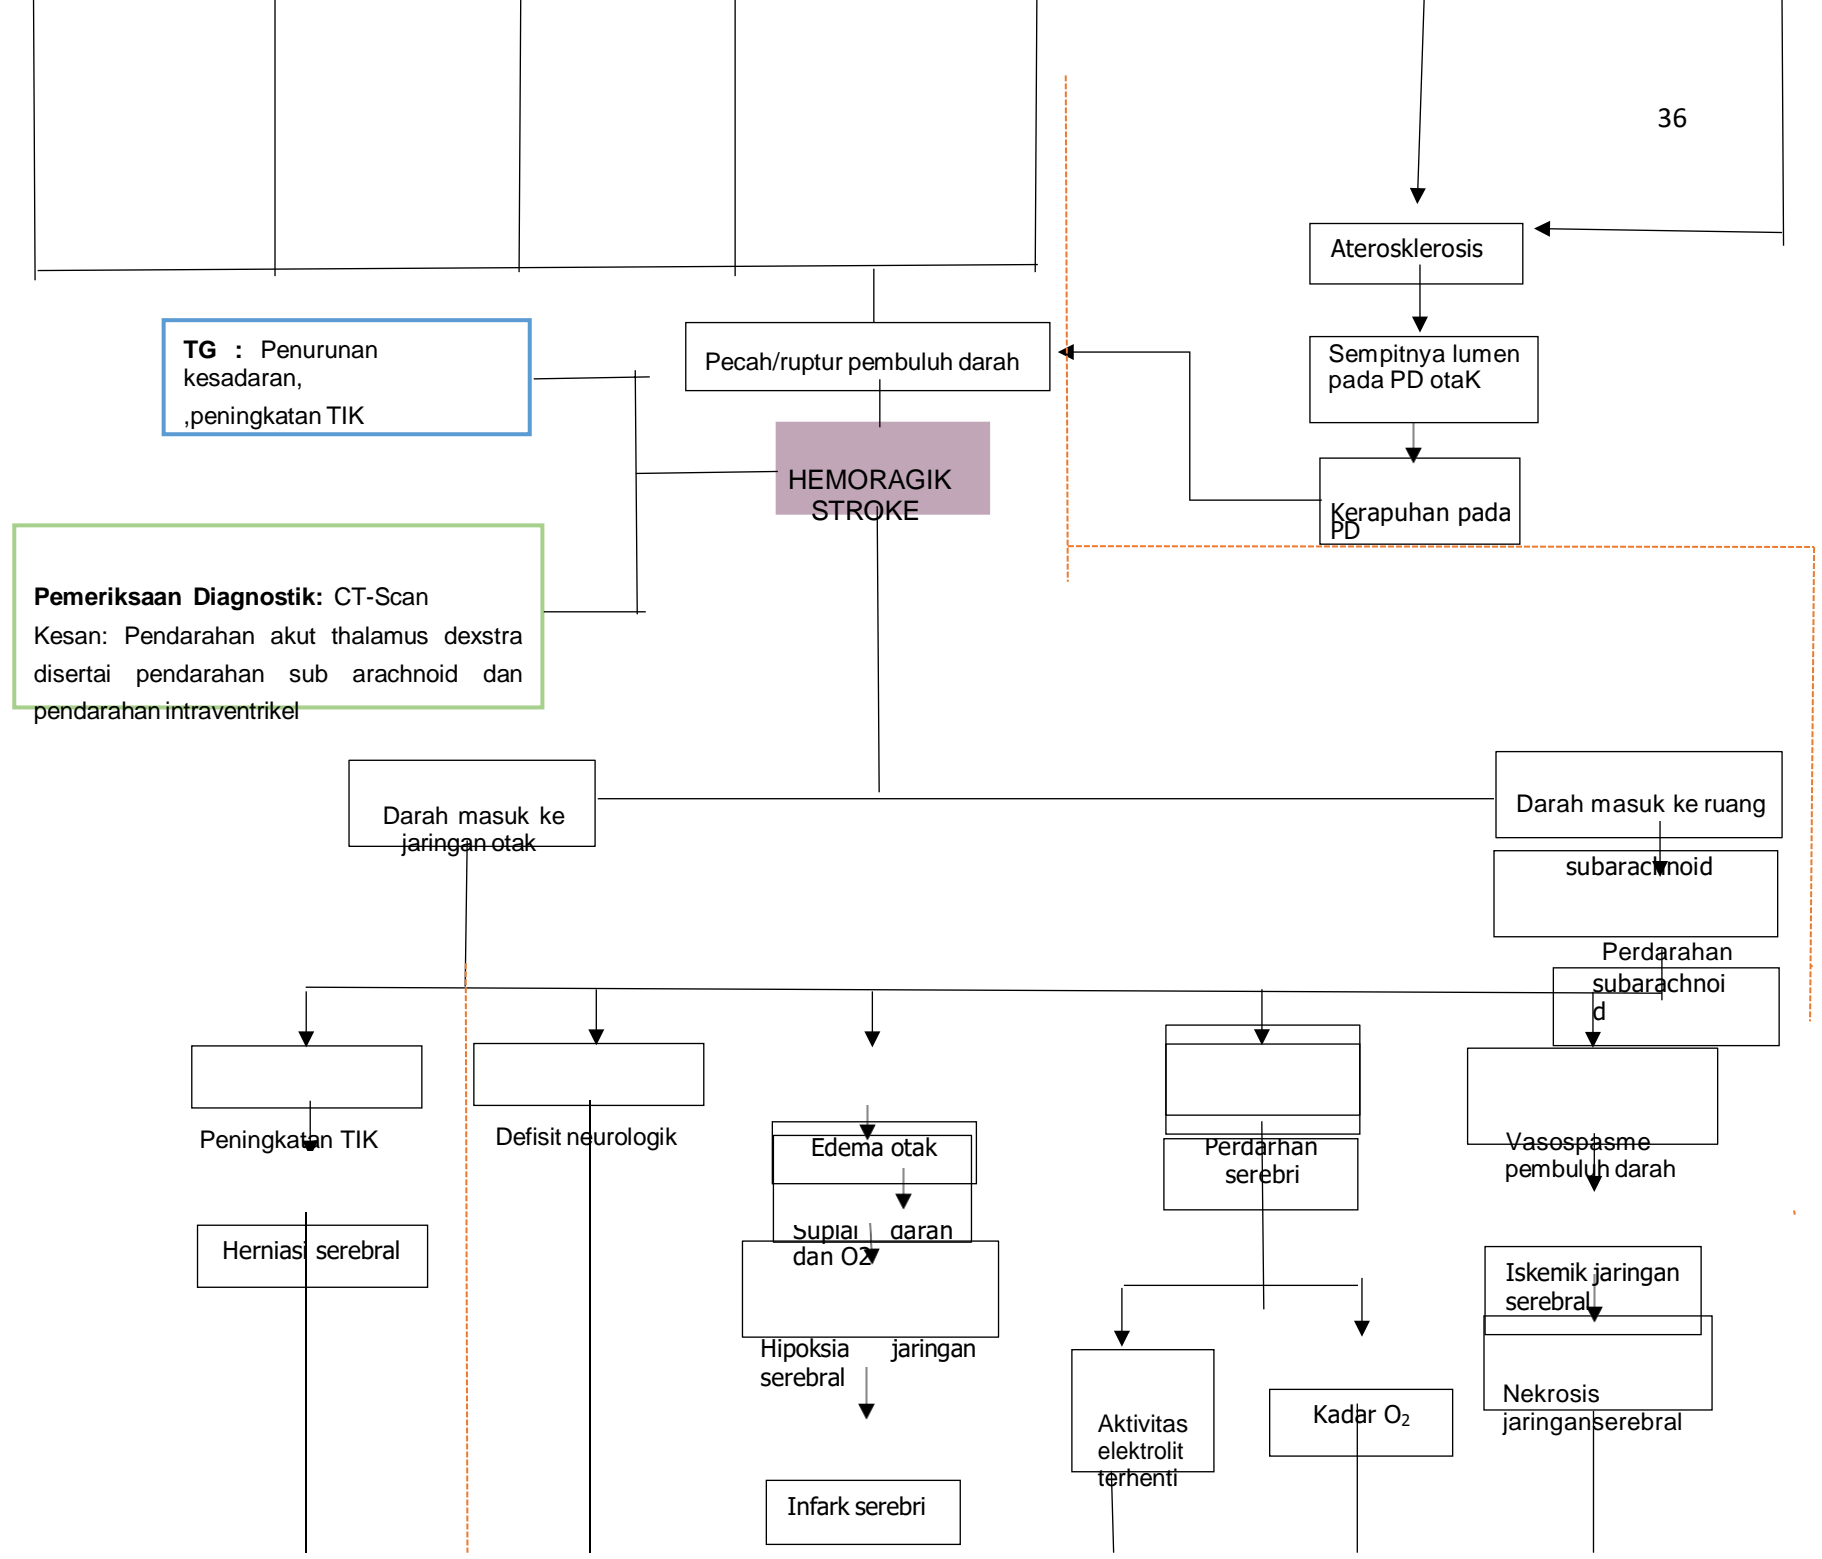 36
Aterosklerosis
TG : Penurunan
kesadaran,
,peningkatan TIK
Pecah/ruptur pembuluh darah
Sempitnya lumen
pada PD otaK
HEMORAGIK
STROKE
Kerapuhan pada
PD
Pemeriksaan Diagnostik: CT-Scan
Kesan: Pendarahan akut thalamus dexstra
disertai pendarahan sub arachnoid dan
pendarahan intraventrikel
Darah masuk ke
jaringan otak
Darah masuk ke ruang
subarachnoid
Perdarahan
subarachnoi
d
Peningkatan TIK
Defisit neurologik
Edema otak
Perdarhan
serebri
Vasospasme
pembuluh darah
Herniasi serebral
Suplai daran
dan O2
Iskemik jaringan
serebral
Hipoksia jaringan
serebral
Aktivitas
elektrolit
terhenti
Kadar O2
Nekrosis
jaringanserebral
Infark serebri